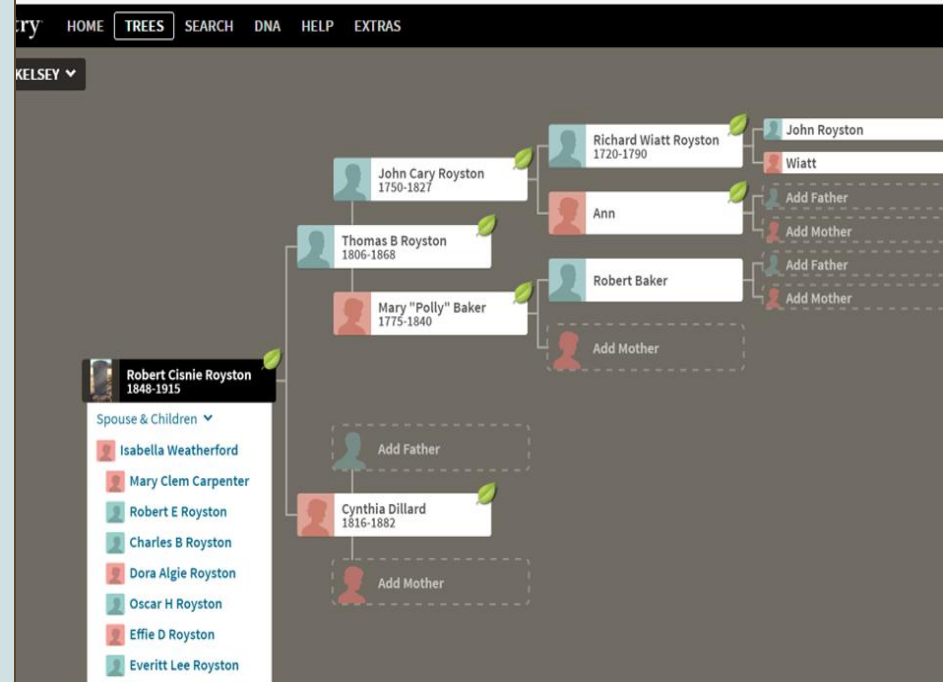 try HOME TREES SEARCH DNA HELP EXTRAS
KELSEY
Richard Wiatt Royston
1720-1790
John Royston
Wiatt
John Cary Royston
1750-1827
Ann
Add Father
Add Mother
Thomas B Royston
1806-1868
Robert Baker
Add Father
Add Mother
Mary "Polly" Baker
1775-1840
Add Mother
Robert Cisnie Royston
1848-1915
Spouse & Children
Isabella Weatherford
Mary Clem Carpenter
Robert E Royston
Charles B Royston
Dora Algie Royston
Oscar H Royston
Effie D Royston
Everitt Lee Royston
Add Father
Cynthia Dillard
1816-1882
Add Mother